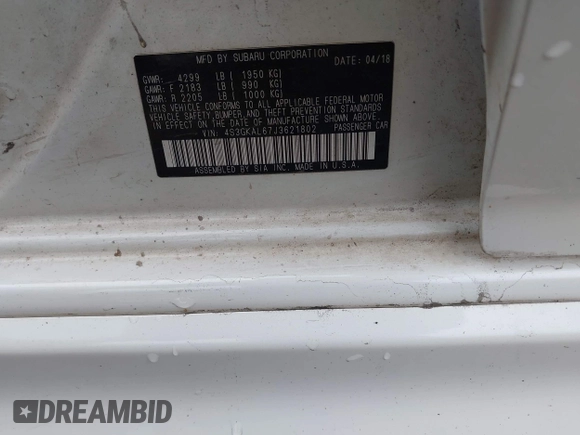 MFD BY SUBARU CORPORATION DATE: 04/18
GVWR: 4299 LB ( 1950 KG)
GAWR: F 2183 LB ( 990 KG)
GAWR: R 2205 LB ( 1000 KG)
THIS VEHICLE CONFORMS TO ALL APPLICABLE FEDERAL MOTOR
VEHICLE SAFETY, BUMPER, AND THEFT PREVENTION STANDARDS
IN EFFECT ON THE DATE OF MANUFACTURE SHOWN ABOVE.
VIN: 4S3GKAL67J3621802 PASSENGER CAR
ASSEMBLED BY SIA INC. MADE IN U.S.A.
DREAMBID